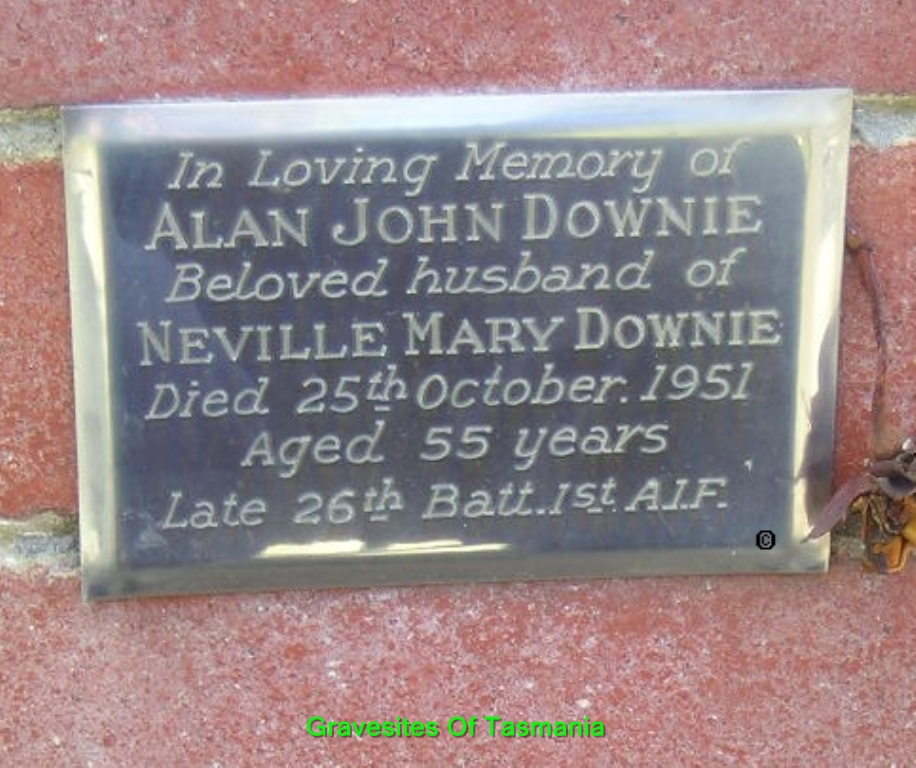 In Loving Memory of
ALAN JOHN DOWNIE
Beloved husband of
NEVILLE MARY DOWNIE
Died 25th October. 1951
Aged 55 years
Late 26th Batt. 1st A.I.F.
©
Gravesites Of Tasmania